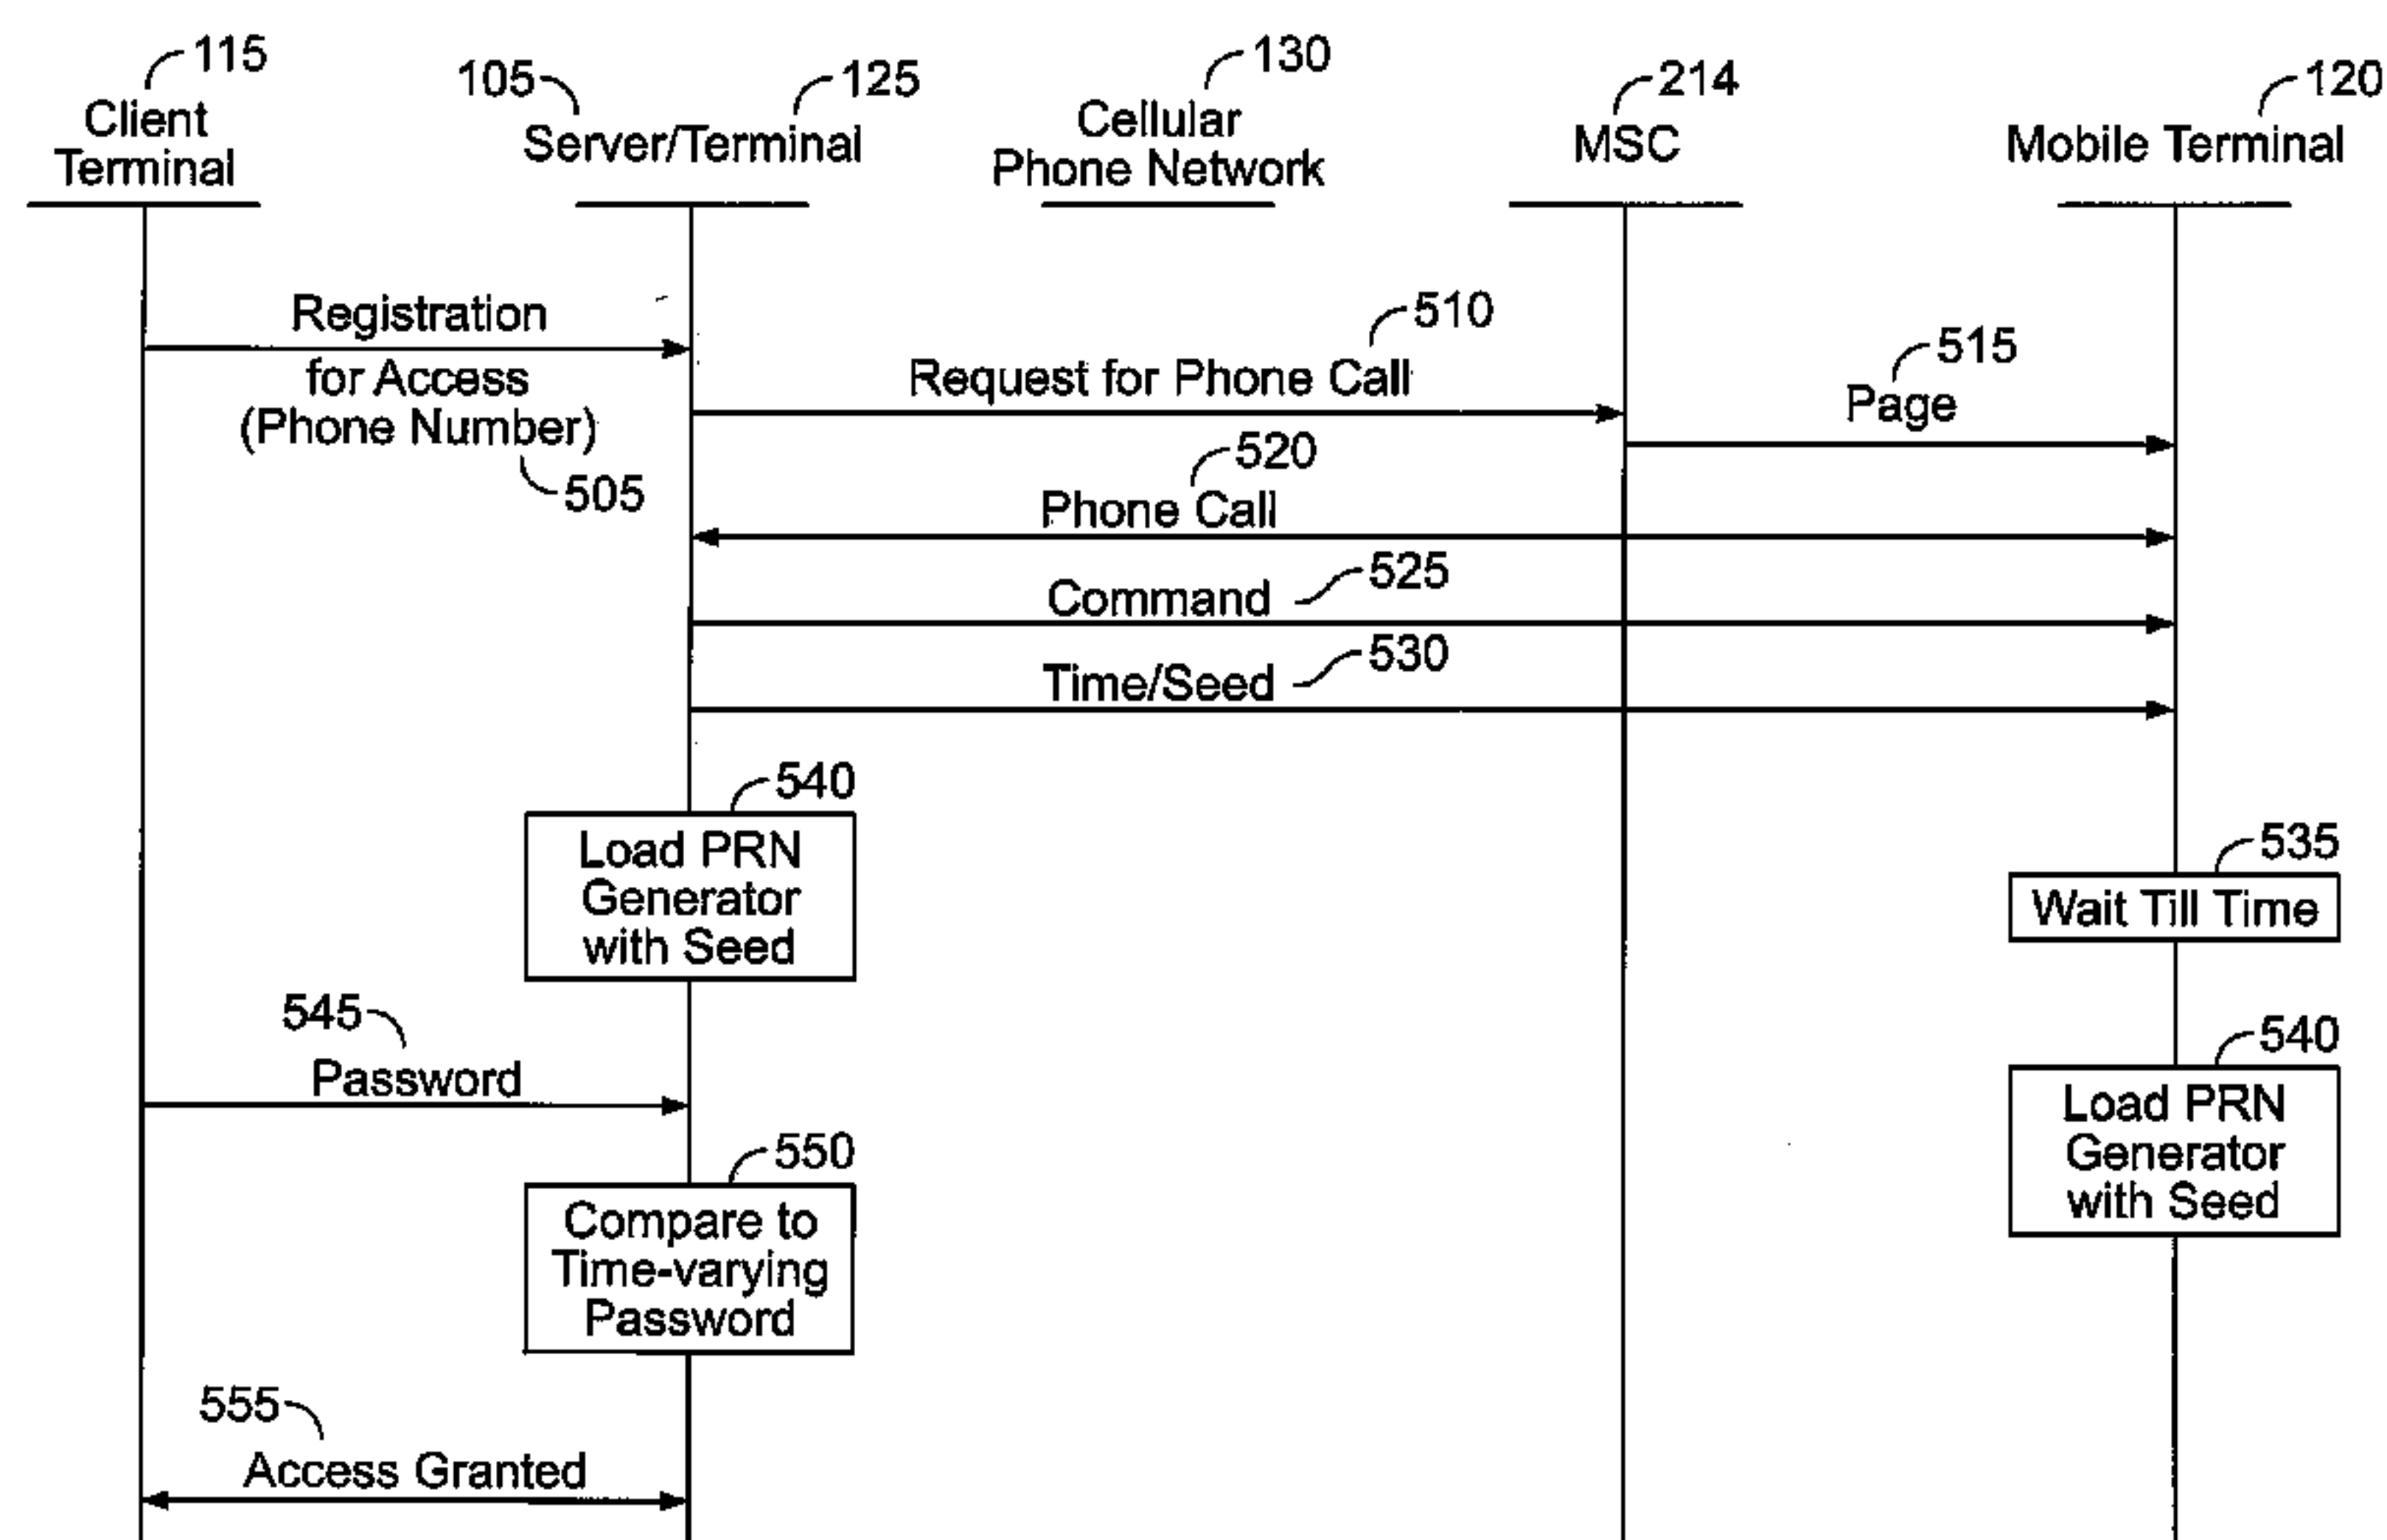 115
Client
Terminal
105
125
Server/Terminal
130
Cellular
Phone Network
214
MSC
120
Mobile Terminal
Registration
for Access
(Phone Number)
505
510
Request for Phone Call
515
Page
520
Phone Call
525
Command
530
Time/Seed
540
Load PRN
Generator
with Seed
535
Wait Till Time
545
Password
540
Load PRN
Generator
with Seed
550
Compare to
Time-varying
Password
555
Access Granted